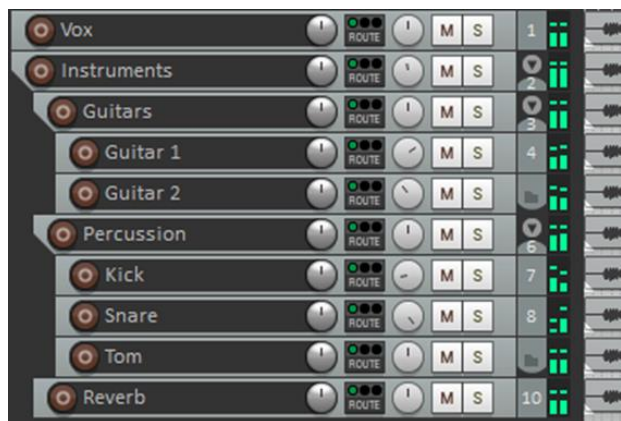 Vox ROUTE M S 1
Instruments ROUTE M S 2
Guitars ROUTE M S 3
Guitar 1 ROUTE M S 4
Guitar 2 ROUTE M S
Percussion ROUTE M S 6
Kick ROUTE M S 7
Snare ROUTE M S 8
Tom ROUTE M S
Reverb ROUTE M S 10